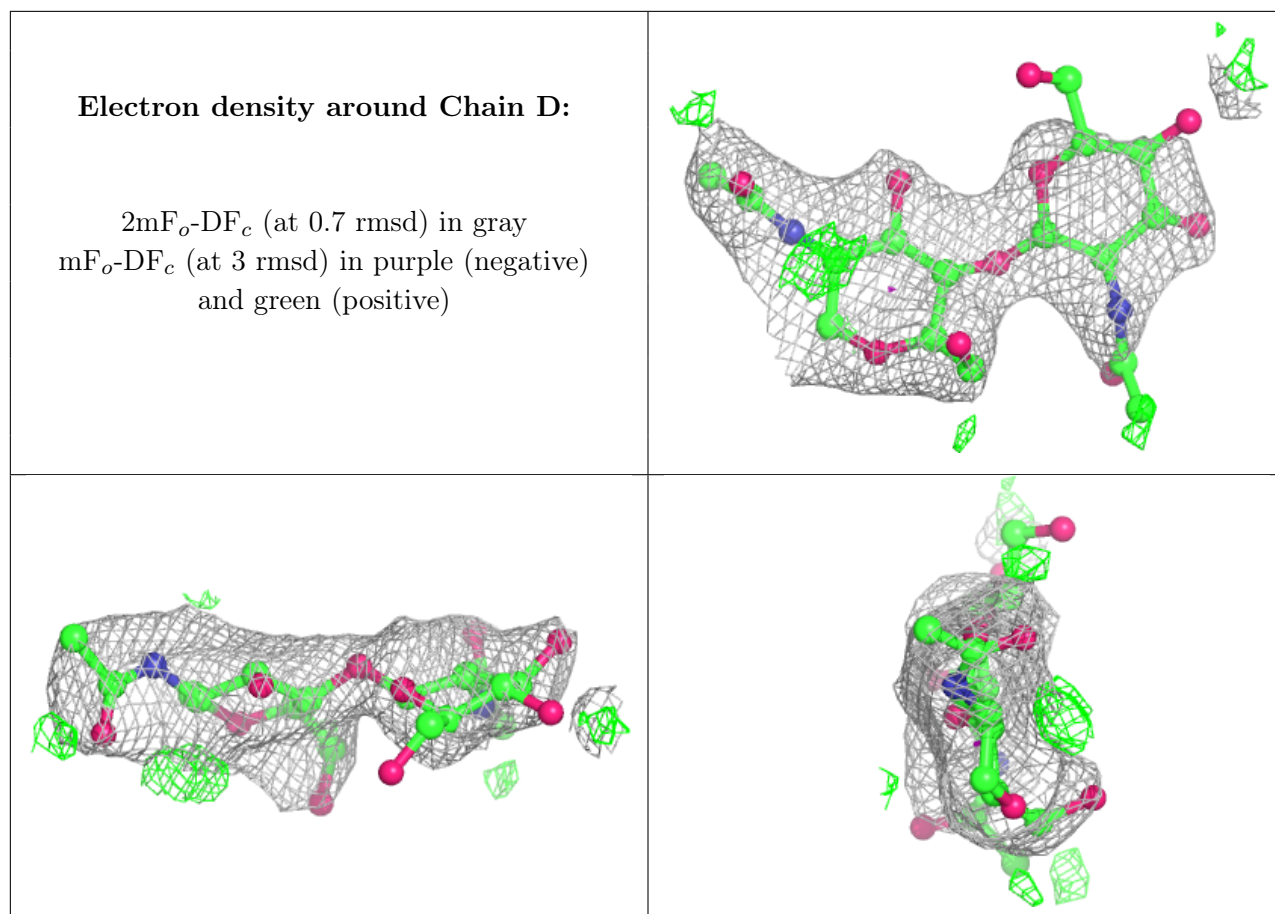 Electron density around Chain D:
2mFₒ-DF𝒸 (at 0.7 rmsd) in gray
mFₒ-DF𝒸 (at 3 rmsd) in purple (negative)
and green (positive)